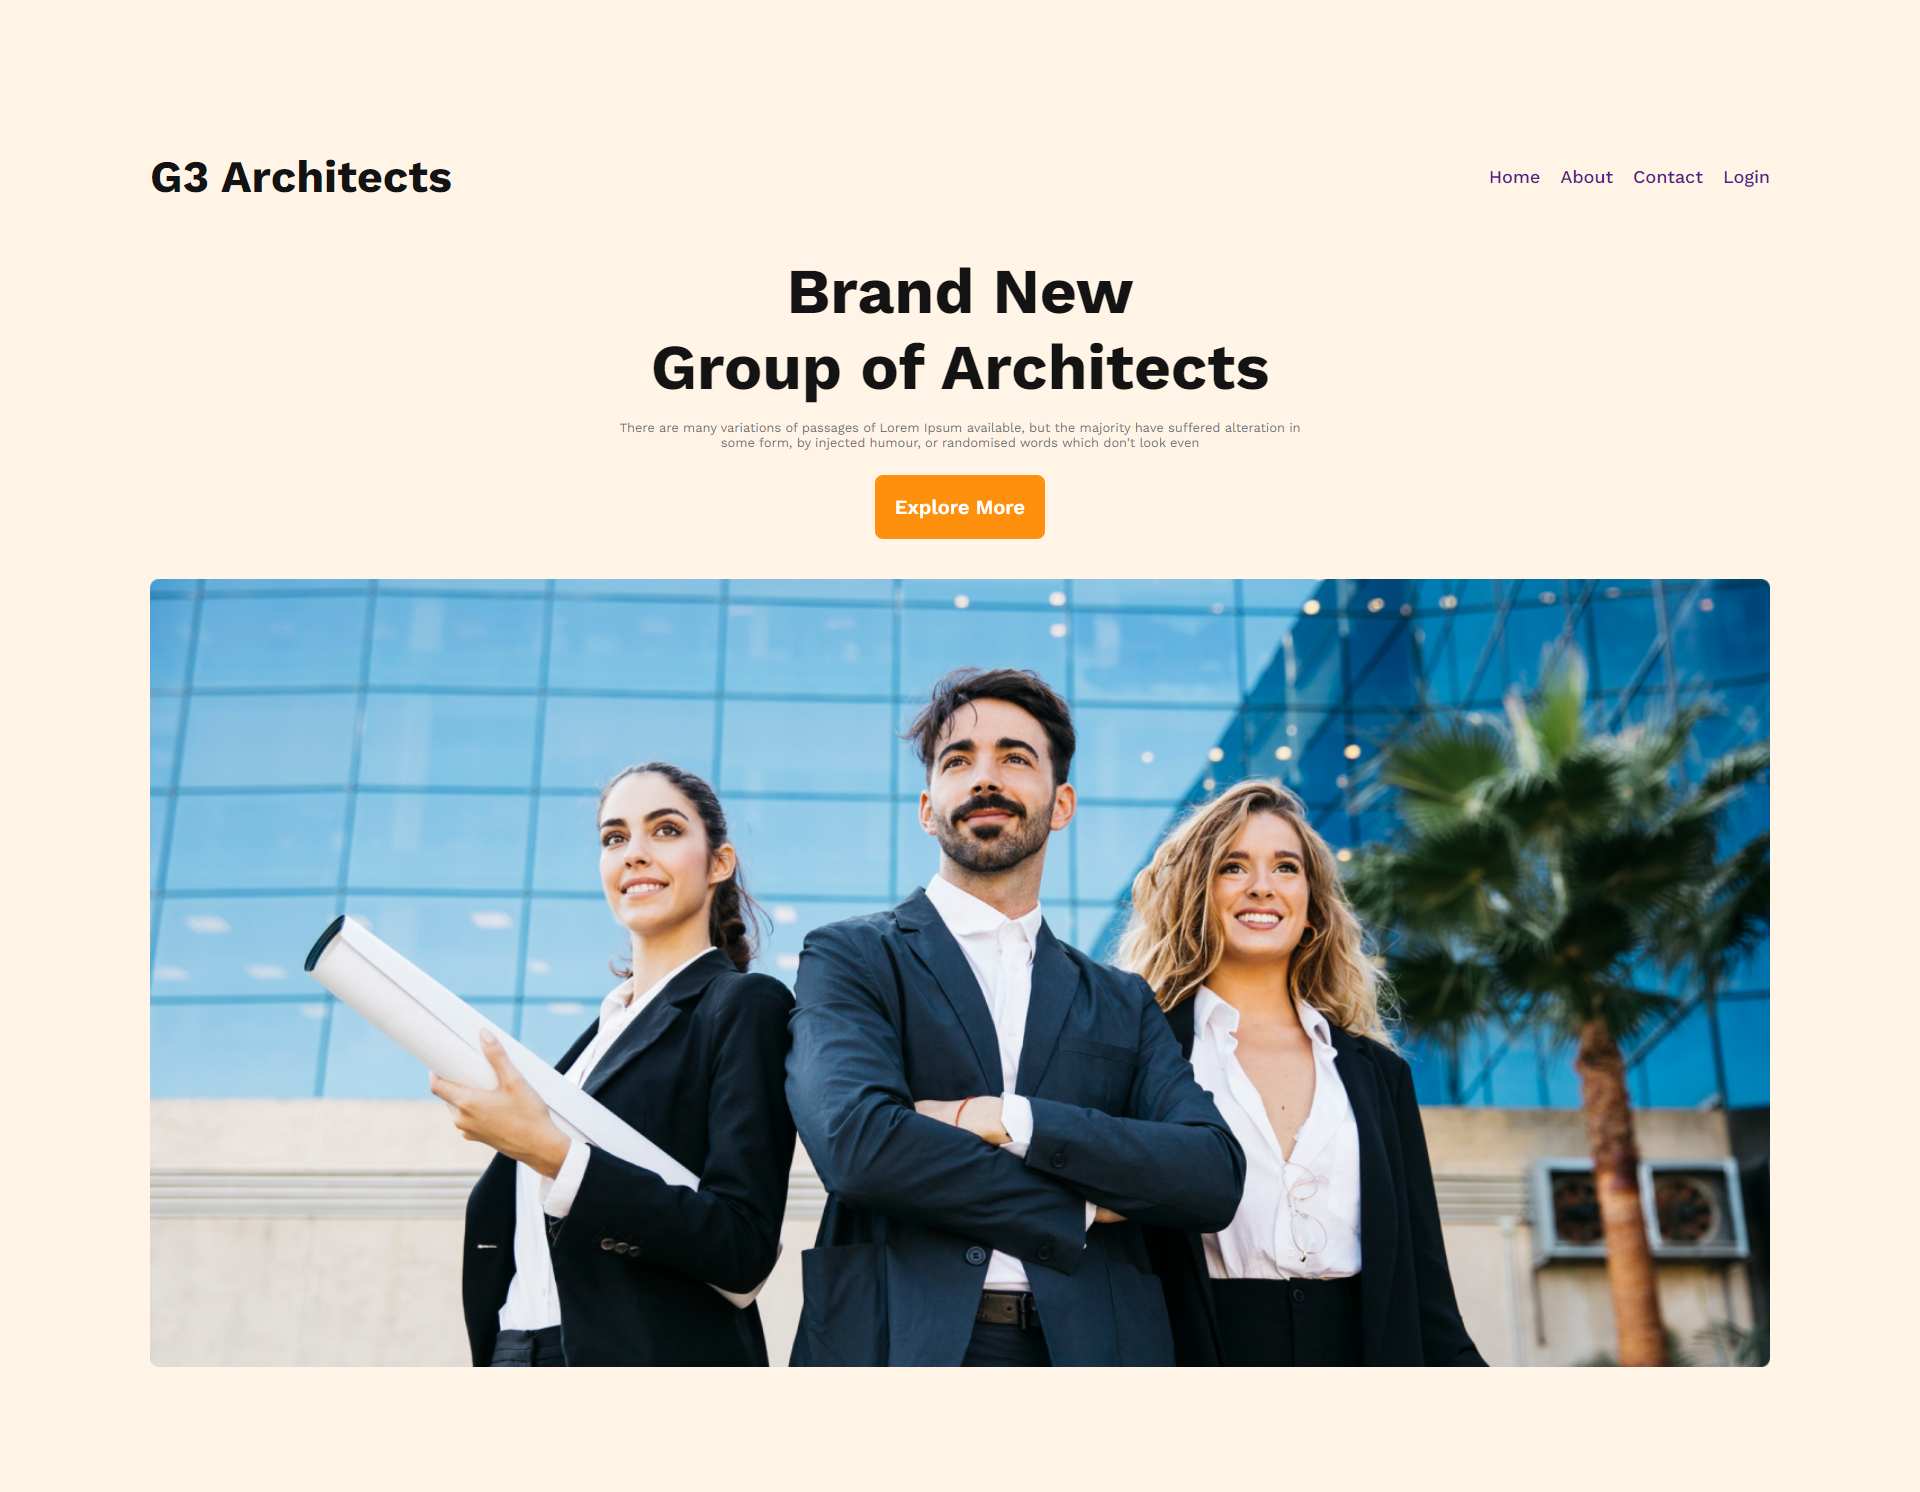 G3 Architects
Home About Contact Login
Brand New
Group of Architects
There are many variations of passages of Lorem Ipsum available, but the majority have suffered alteration in
some form, by injected humour, or randomised words which don't look even
Explore More